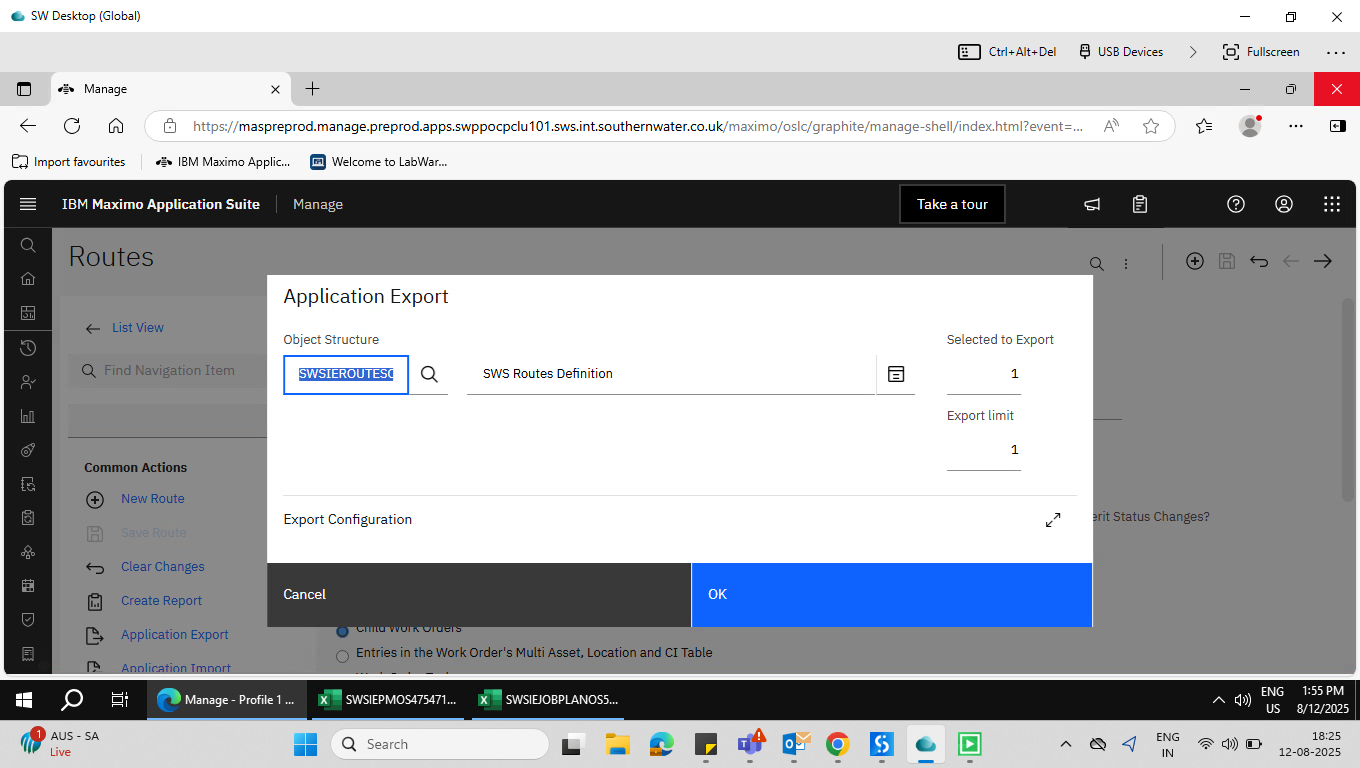 SW Desktop (Global)
Ctrl+Alt+Del
USB Devices
Fullscreen
Manage
https://maspreprod.manage.preprod.apps.swppocpclu101.sws.int.southernwater.co.uk/maximo/oslc/graphite/manage-shell/index.html?event=...
Import favourites
IBM Maximo Applic...
Welcome to LabWar...
IBM Maximo Application Suite
Manage
Take a tour
Routes
List View
Find Navigation Item
Common Actions
New Route
Save Route
Clear Changes
Create Report
Application Export
Application Import
Application Export
Object Structure
SWSIEROUTESO
SWS Routes Definition
Selected to Export
1
Export limit
1
Export Configuration
Cancel
OK
erit Status Changes?
Child Work Orders
Entries in the Work Order's Multi Asset, Location and CI Table
Manage - Profile 1 ...
SWSIEPMOS475471...
SWSIEJOBPLANOS5...
ENG
US
1:55 PM
8/12/2025
1
AUS - SA
Live
Search
ENG
IN
18:25
12-08-2025